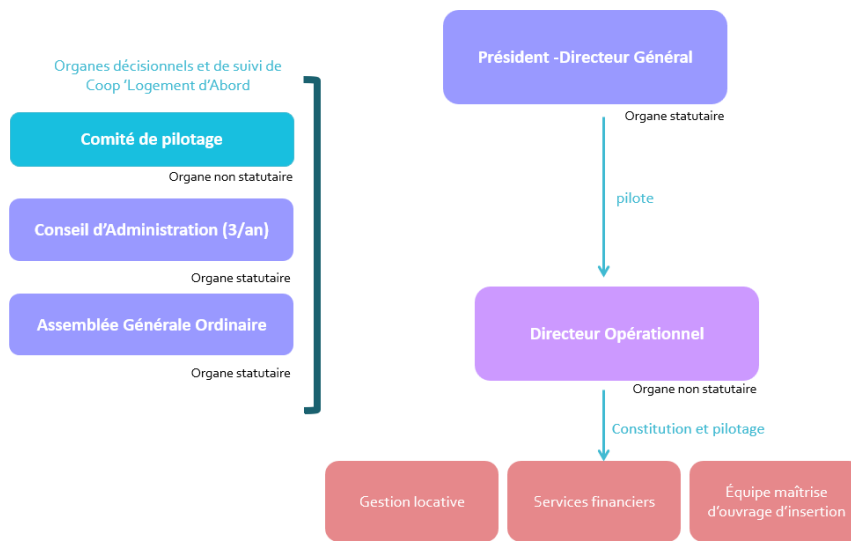 Organes décisionnels et de suivi de
Coop ‘Logement d’Abord
Comité de pilotage
Organe non statutaire
Conseil d’Administration (3/an)
Organe statutaire
Assemblée Générale Ordinaire
Organe statutaire
Président -Directeur Général
Organe statutaire
pilote
Directeur Opérationnel
Organe non statutaire
Constitution et pilotage
Gestion locative
Services financiers
Équipe maîtrise
d’ouvrage d’insertion